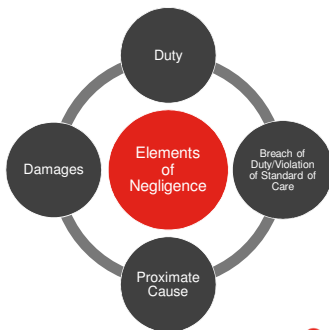 Duty
Elements
of
Negligence
Damages
Breach of
Duty/Violation
of Standard of
Care
Proximate
Cause